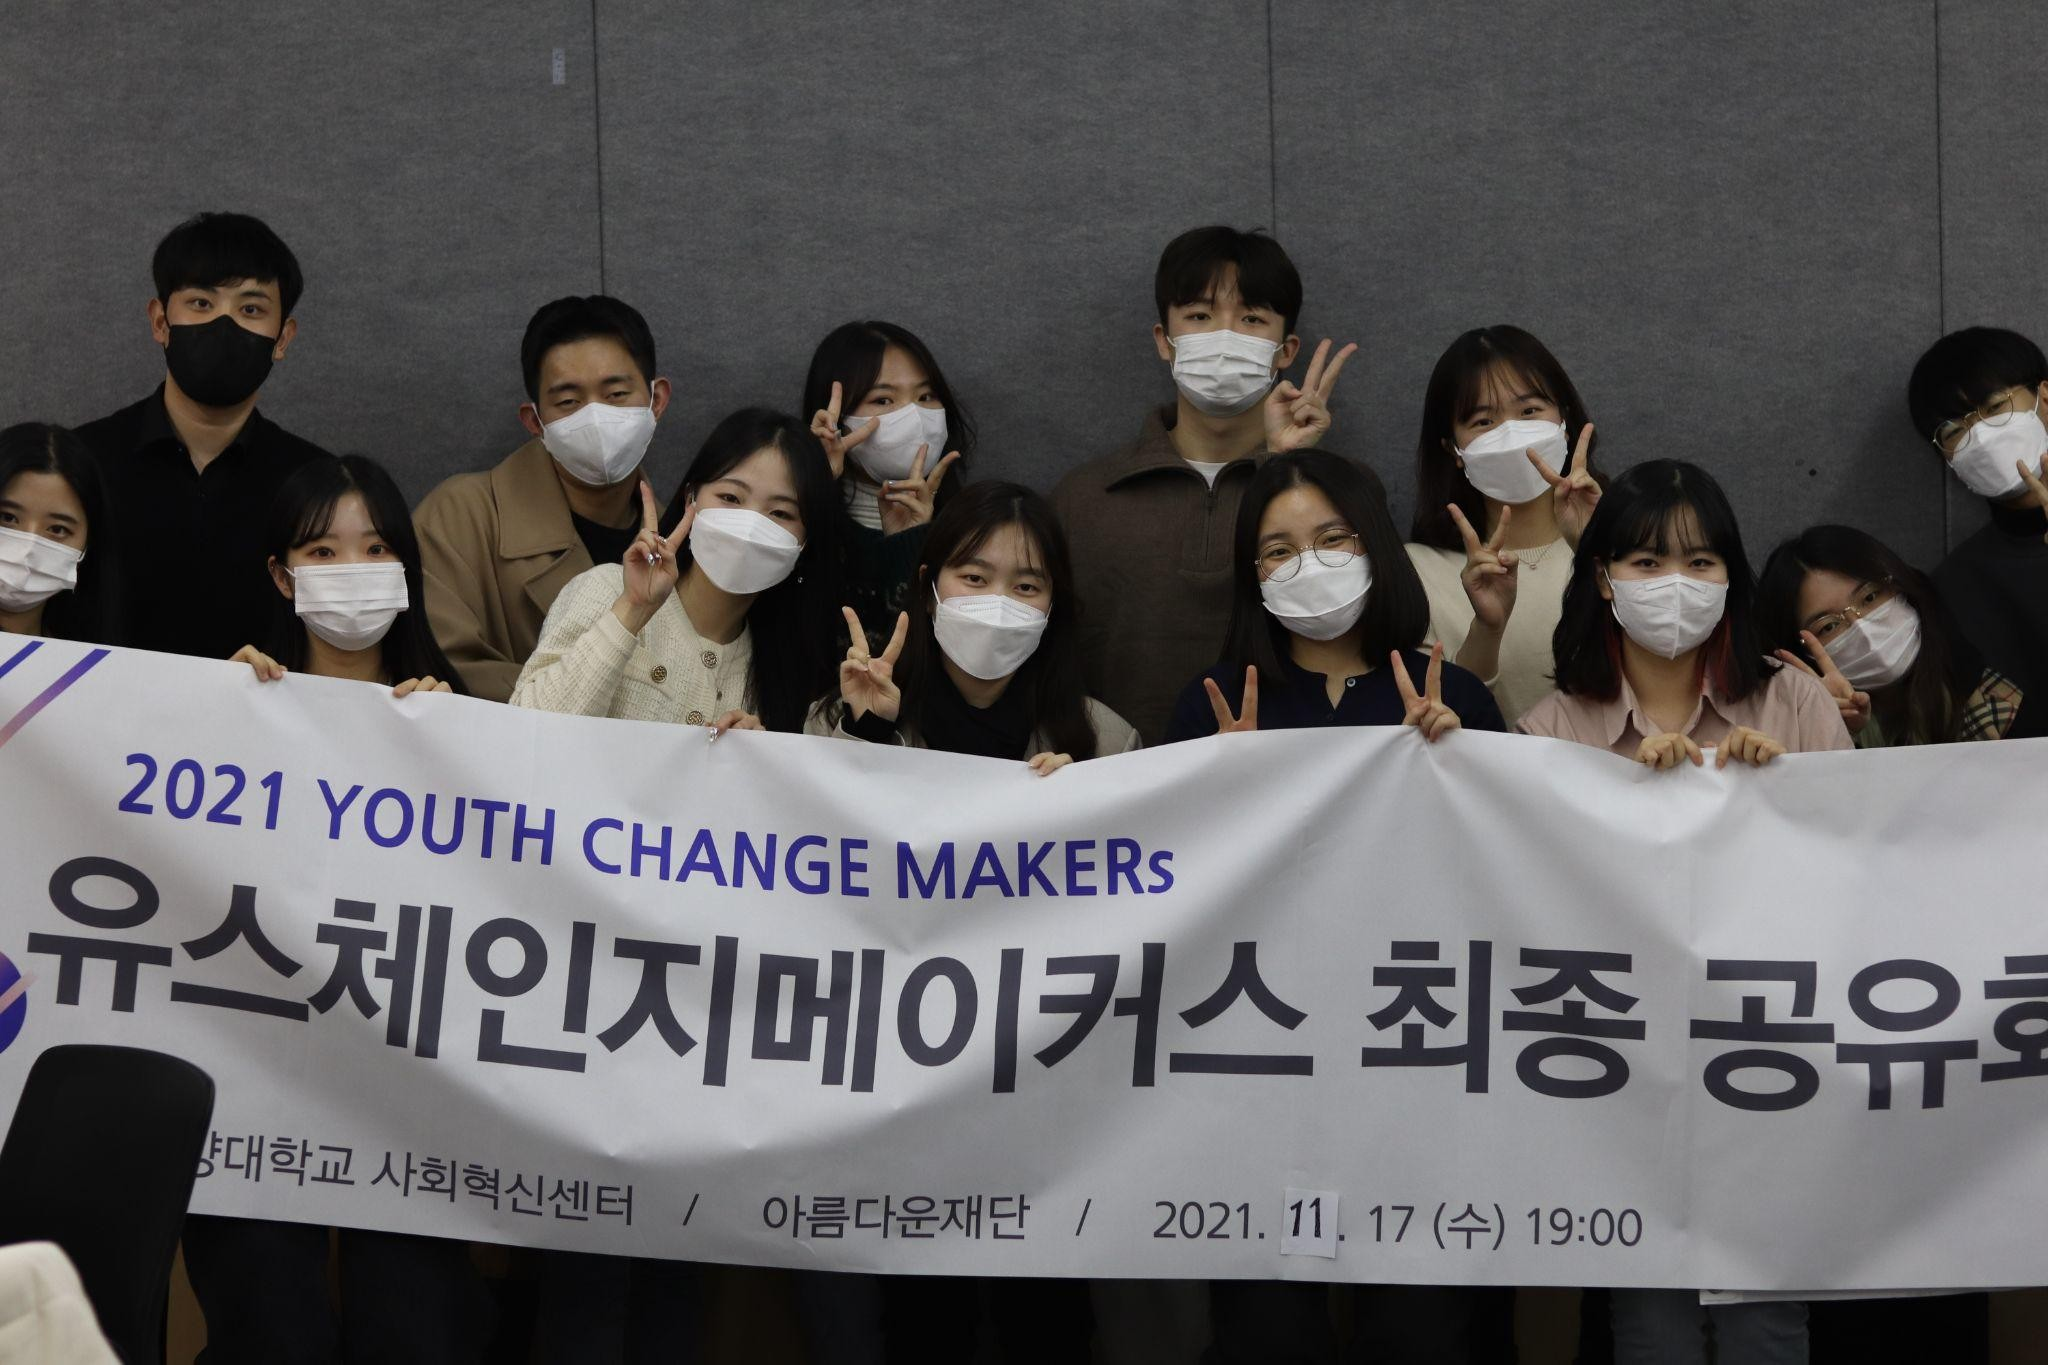 2021 YOUTH CHANGE MAKERs
유스체인지메이커스 최종 공유회
양대학교 사회혁신센터 / 아름다운재단 / 2021. 11. 17 (수) 19:00